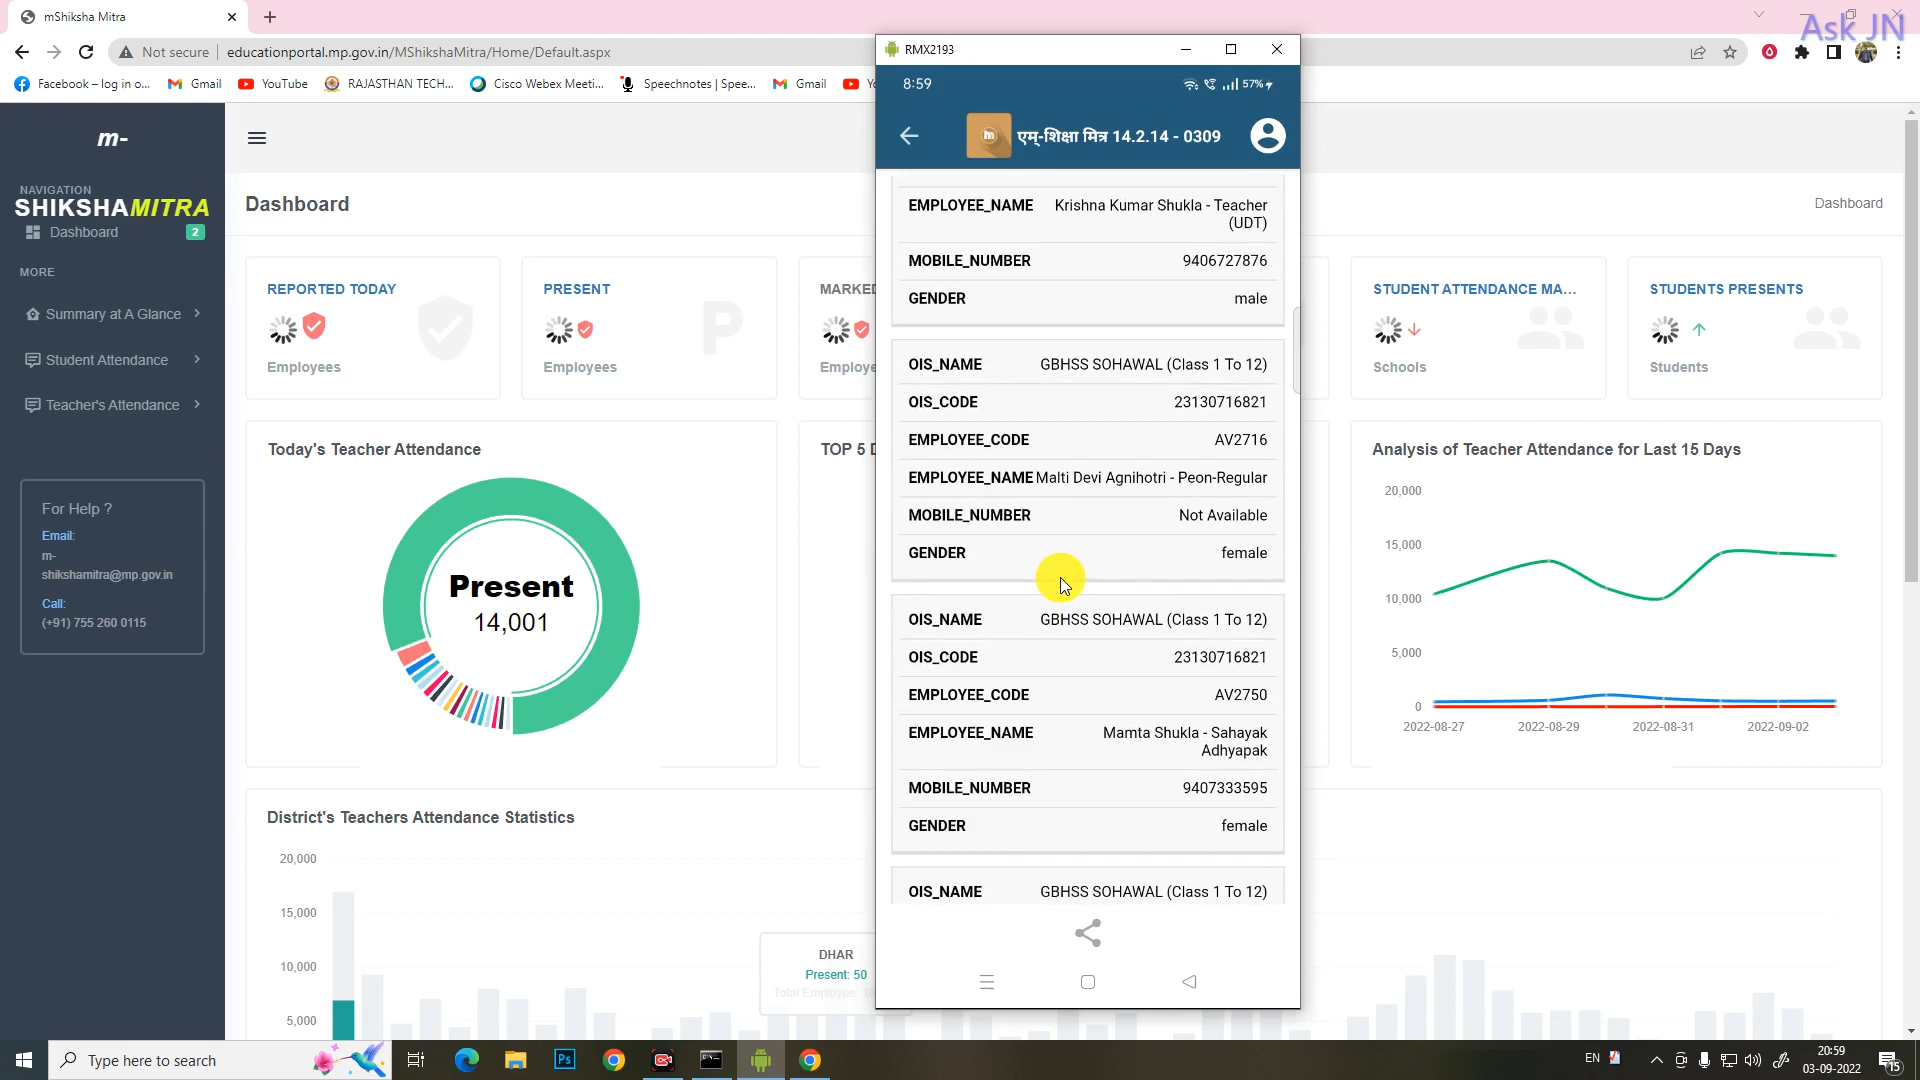 mShiksha Mitra
Ask JN
Not secure
educationportal.mp.gov.in/MShikshaMitra/Home/Default.aspx
Facebook – log in o...
Gmail
YouTube
RAJASTHAN TECH...
Cisco Webex Meeti...
Speechnotes | Spee...
Gmail
m-
NAVIGATION
SHIKSHAMITRA
Dashboard
2
MORE
Summary at A Glance
Student Attendance
Teacher's Attendance
For Help ?
Email:
m-
shikshamitra@mp.gov.in
Call:
(+91) 755 260 0115
Dashboard
Dashboard
REPORTED TODAY
Employees
PRESENT
P
Employees
MARKED
Employe
STUDENT ATTENDANCE MA...
Schools
STUDENTS PRESENTS
Students
Today's Teacher Attendance
Present
14,001
TOP 5 D
Analysis of Teacher Attendance for Last 15 Days
20,000
15,000
10,000
5,000
0
2022-08-27
2022-08-29
2022-08-31
2022-09-02
District's Teachers Attendance Statistics
20,000
15,000
10,000
5,000
DHAR
Present: 50
Total Employee:
RMX2193
8:59
57%
एम्-शिक्षा मित्र 14.2.14 - 0309
EMPLOYEE_NAME Krishna Kumar Shukla - Teacher
(UDT)
MOBILE_NUMBER 9406727876
GENDER male
OIS_NAME GBHSS SOHAWAL (Class 1 To 12)
OIS_CODE 23130716821
EMPLOYEE_CODE AV2716
EMPLOYEE_NAME Malti Devi Agnihotri - Peon-Regular
MOBILE_NUMBER Not Available
GENDER female
OIS_NAME GBHSS SOHAWAL (Class 1 To 12)
OIS_CODE 23130716821
EMPLOYEE_CODE AV2750
EMPLOYEE_NAME Mamta Shukla - Sahayak
Adhyapak
MOBILE_NUMBER 9407333595
GENDER female
OIS_NAME GBHSS SOHAWAL (Class 1 To 12)
Type here to search
Ps
EN
20:59
03-09-2022
15